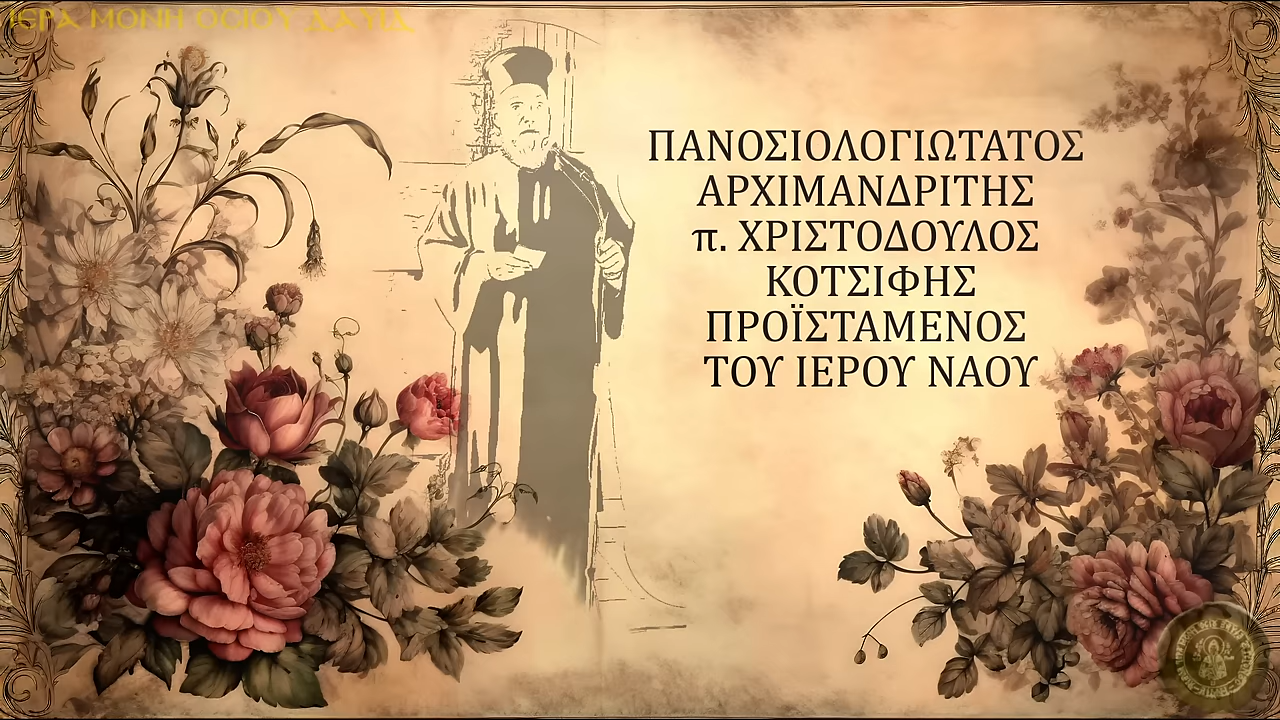 ΙΕΡΑ ΜΟΝΗ ΟΣΙΟΥ ΔΑΥΙΔ
ΠΑΝΟΣΙΟΛΟΓΙΩΤΑΤΟΣ
ΑΡΧΙΜΑΝΔΡΙΤΗΣ
π. ΧΡΙΣΤΟΔΟΥΛΟΣ
ΚΟΤΣΙΦΗΣ
ΠΡΟΪΣΤΑΜΕΝΟΣ
ΤΟΥ ΙΕΡΟΥ ΝΑΟΥ